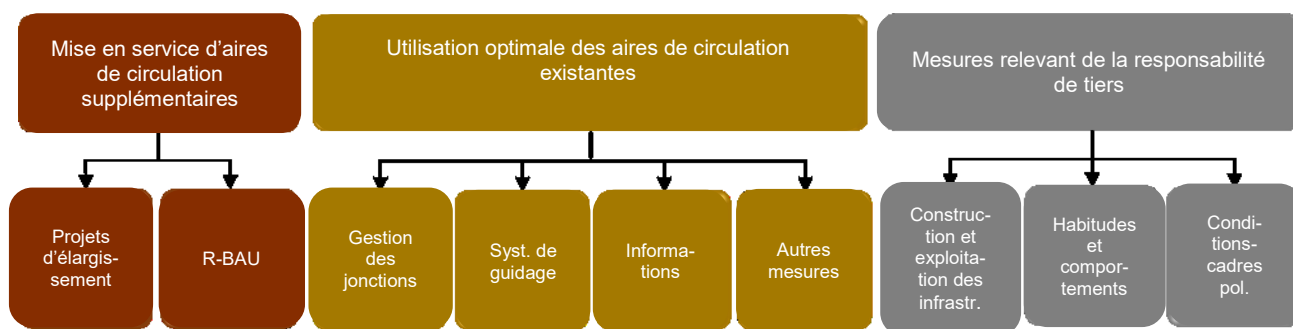 Mise en service d'aires
de circulation
supplémentaires
Utilisation optimale des aires de circulation
existantes
Mesures relevant de la responsabilité
de tiers
Projets
d'élargis-
sement
R-BAU
Gestion
des
jonctions
Syst. de
guidage
Informa-
tions
Autres
mesures
Construc-
tion et
exploitation
des
infrastr.
Habitudes
et
compor-
tements
Condi-
tions-
cadres
pol.